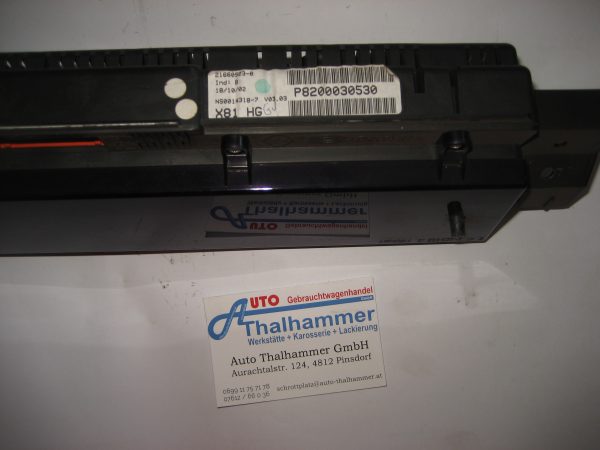 21660973-0
Ind: B
18/10/02
NS0014318-7 V03.03
P8200030530
X81 HG
AUTO Gebrauchtwagenhandel
GmbH
Thalhammer
Werkstätte + Karosserie + Lackierung
Auto Thalhammer GmbH
Aurachtalstr. 124, 4812 Pinsdorf
0699 11 75 71 78
07612 / 66 0 36
schrottplatz@auto-thalhammer.at